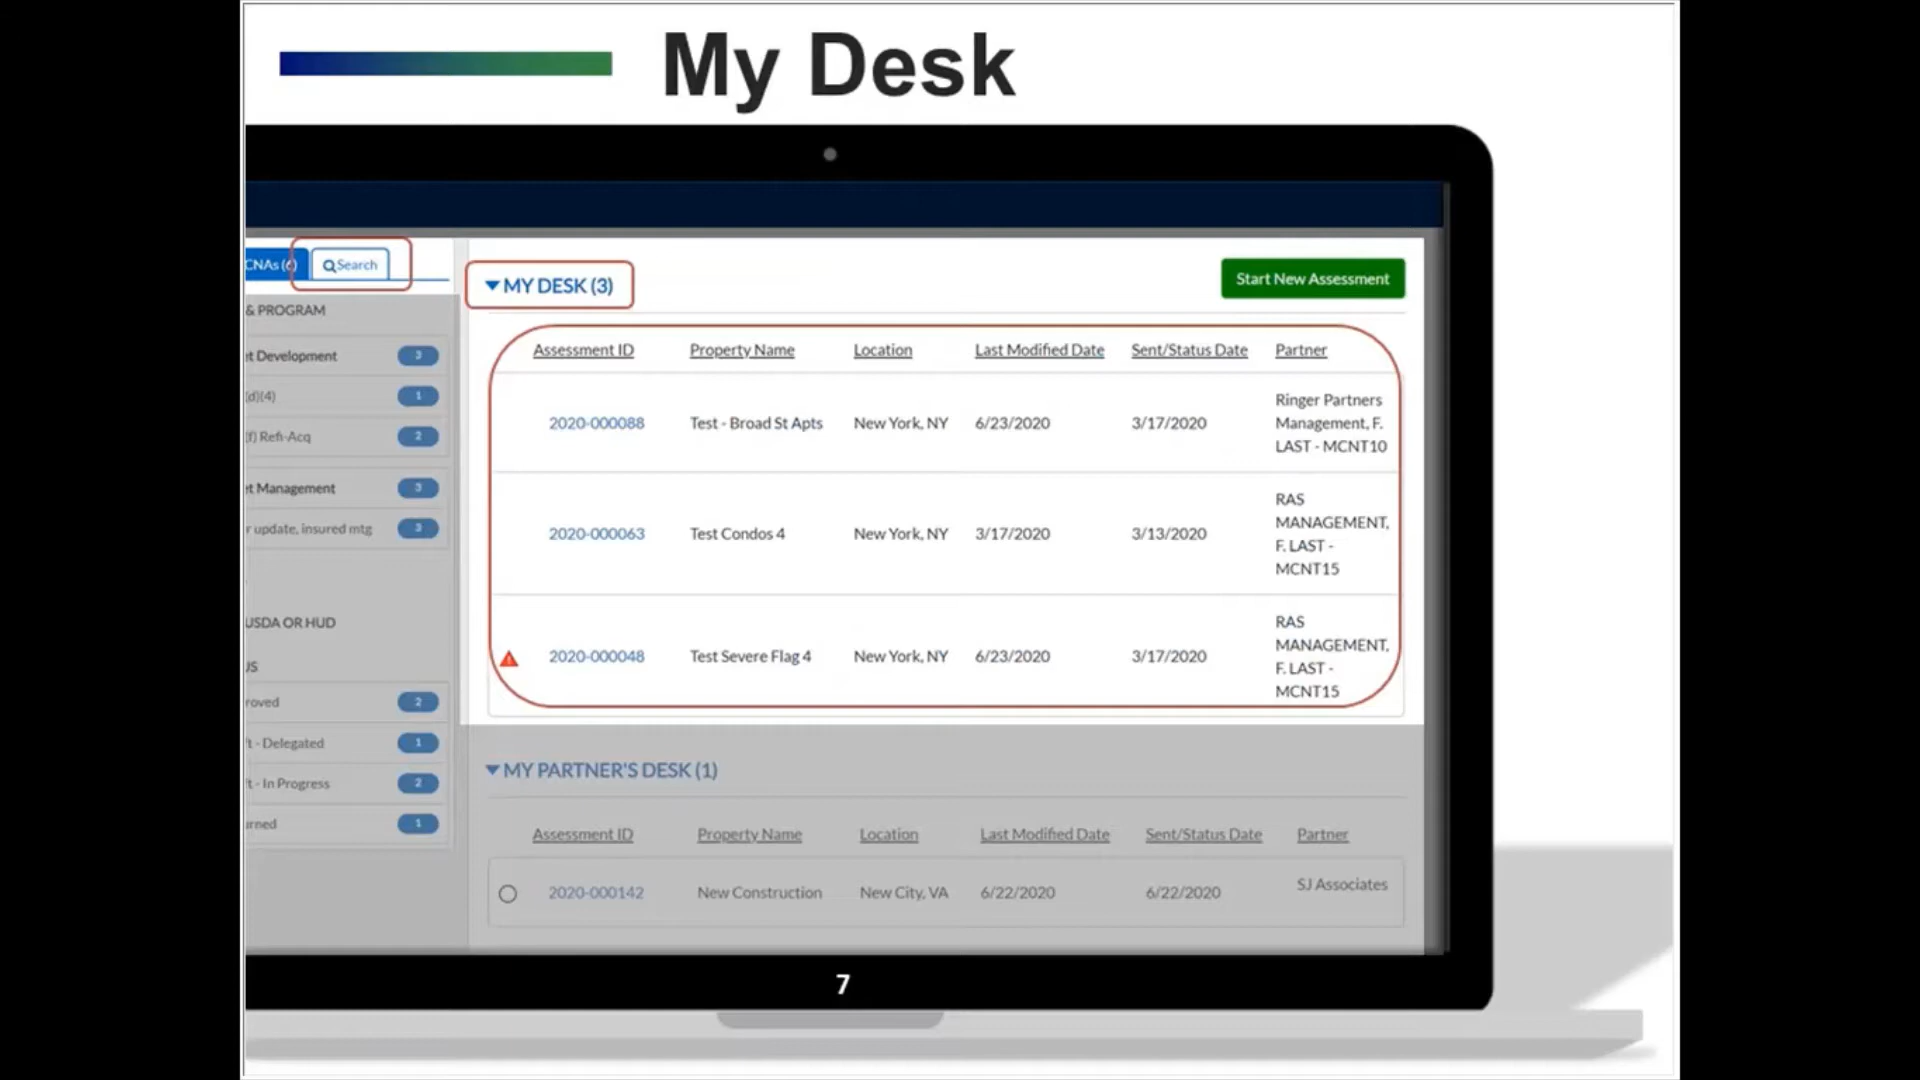 My Desk
CNAs (6)
Search
& PROGRAM
t Development 3
(d)(4) 1
(f) Refi-Acq 2
t Management 3
r update, insured mtg 3
USDA OR HUD
US
roved 2
t - Delegated 1
t - In Progress 2
urned 1
MY DESK (3)
Start New Assessment
Assessment ID Property Name Location Last Modified Date Sent/Status Date Partner
2020-000088 Test - Broad St Apts New York, NY 6/23/2020 3/17/2020 Ringer Partners
Management, F.
LAST - MCNT10
2020-000063 Test Condos 4 New York, NY 3/17/2020 3/13/2020 RAS
MANAGEMENT,
F. LAST -
MCNT15
2020-000048 Test Severe Flag 4 New York, NY 6/23/2020 3/17/2020 RAS
MANAGEMENT,
F. LAST -
MCNT15
MY PARTNER'S DESK (1)
Assessment ID Property Name Location Last Modified Date Sent/Status Date Partner
2020-000142 New Construction New City, VA 6/22/2020 6/22/2020 SJ Associates
7